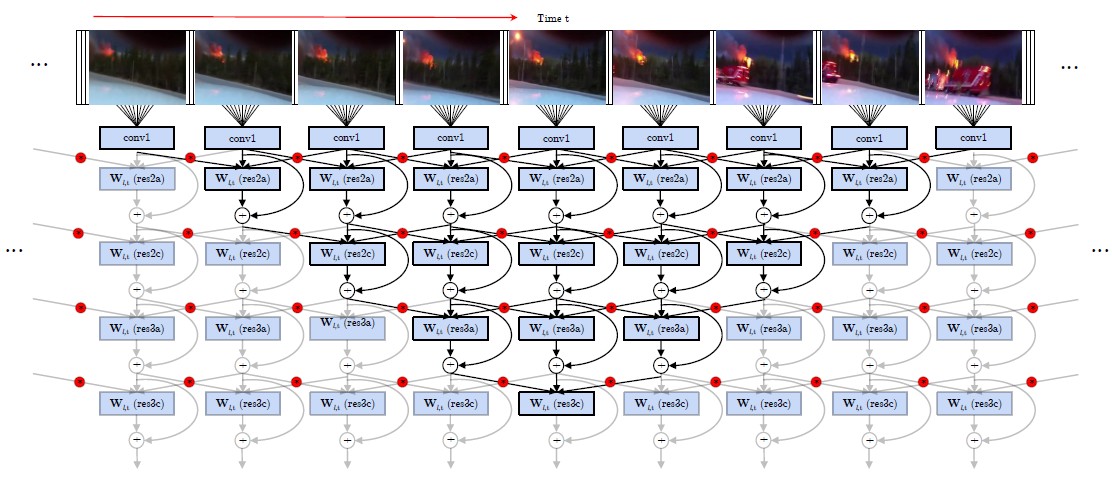 Time t
... ...
conv1 conv1 conv1 conv1 conv1 conv1 conv1 conv1 conv1
W_{l,t} (res2a) W_{l,t} (res2a) W_{l,t} (res2a) W_{l,t} (res2a) W_{l,t} (res2a) W_{l,t} (res2a) W_{l,t} (res2a) W_{l,t} (res2a) W_{l,t} (res2a)
+ + + + + + + + +
... ...
W_{l,t} (res2c) W_{l,t} (res2c) W_{l,t} (res2c) W_{l,t} (res2c) W_{l,t} (res2c) W_{l,t} (res2c) W_{l,t} (res2c) W_{l,t} (res2c) W_{l,t} (res2c)
+ + + + + + + + +
W_{l,t} (res3a) W_{l,t} (res3a) W_{l,t} (res3a) W_{l,t} (res3a) W_{l,t} (res3a) W_{l,t} (res3a) W_{l,t} (res3a) W_{l,t} (res3a) W_{l,t} (res3a)
+ + + + + + + + +
W_{l,t} (res3c) W_{l,t} (res3c) W_{l,t} (res3c) W_{l,t} (res3c) W_{l,t} (res3c) W_{l,t} (res3c) W_{l,t} (res3c) W_{l,t} (res3c) W_{l,t} (res3c)
+ + + + + + + + +